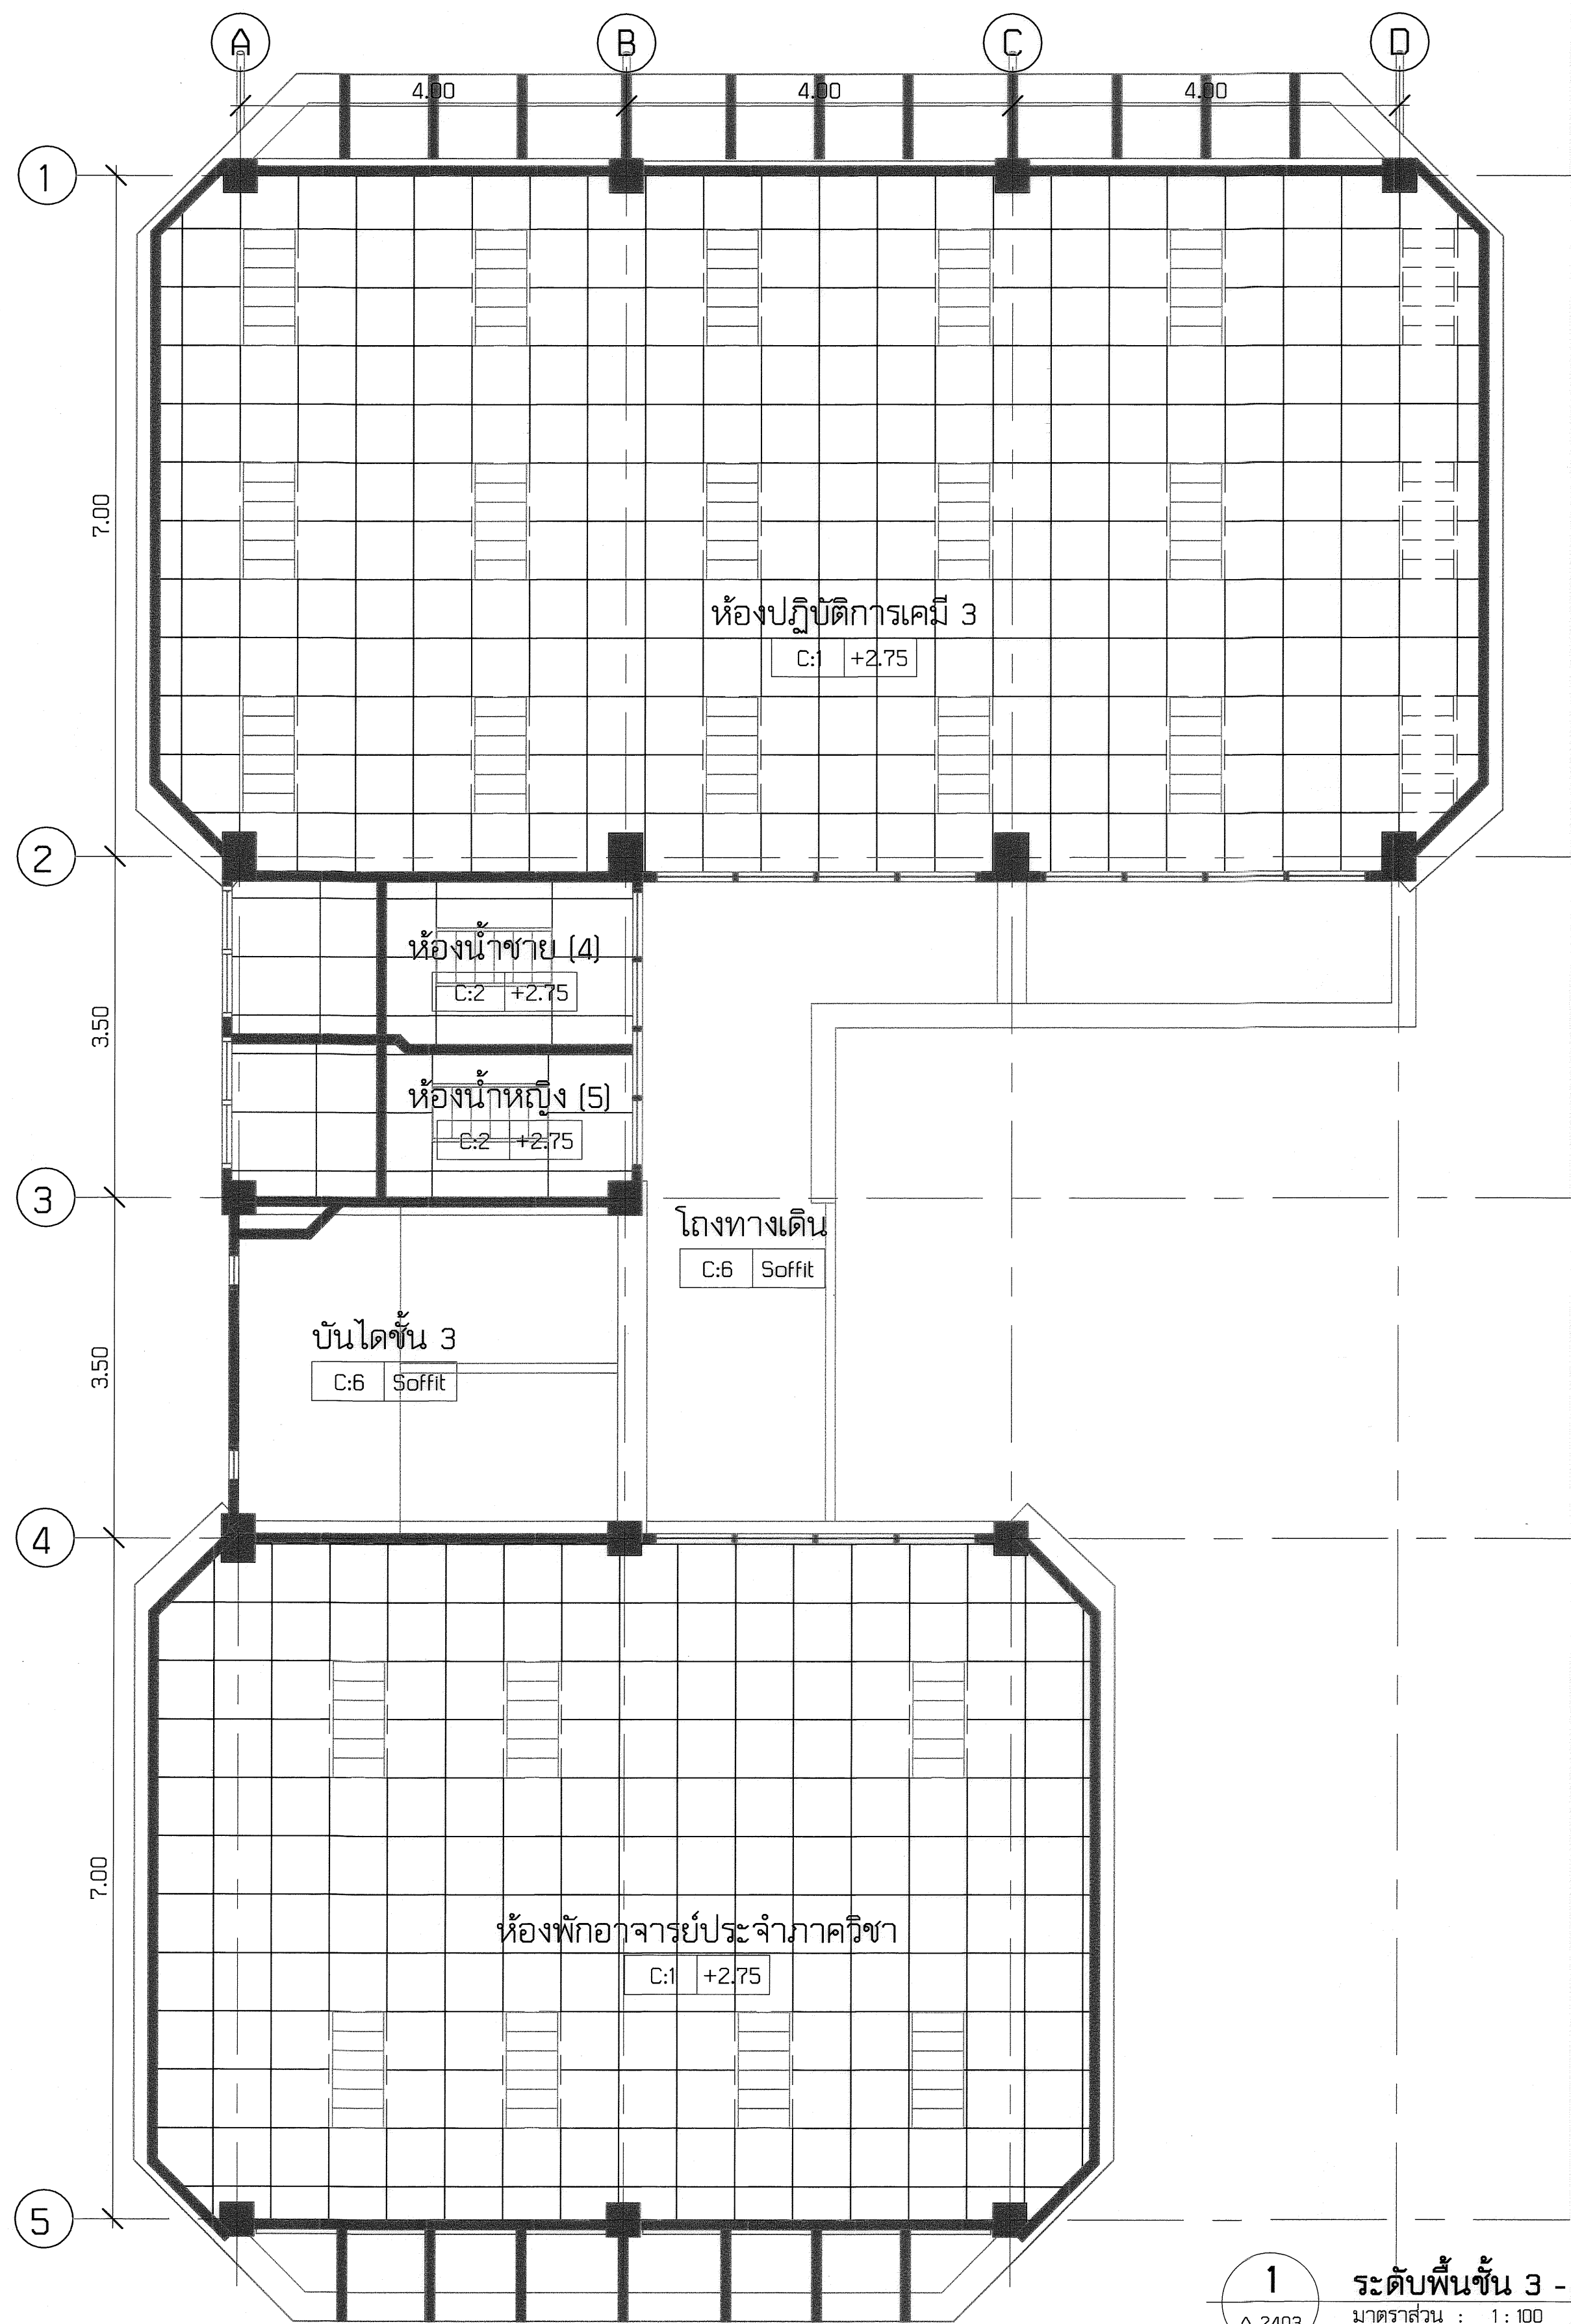 A B C D
4.00 4.00 4.00
1
7.00
ห้องปฏิบัติการเคมี 3
C:1 +2.75
2
ห้องน้ำชาย (4)
C:2 +2.75
3.50
ห้องน้ำหญิง (5)
C:2 +2.75
3
โถงทางเดิน
C:6 Soffit
บันไดชั้น 3
C:6 Soffit
3.50
4
7.00
ห้องพักอาจารย์ประจำภาควิชา
C:1 +2.75
5
1 ระดับพื้นชั้น 3 -
มาตราส่วน : 1 : 100